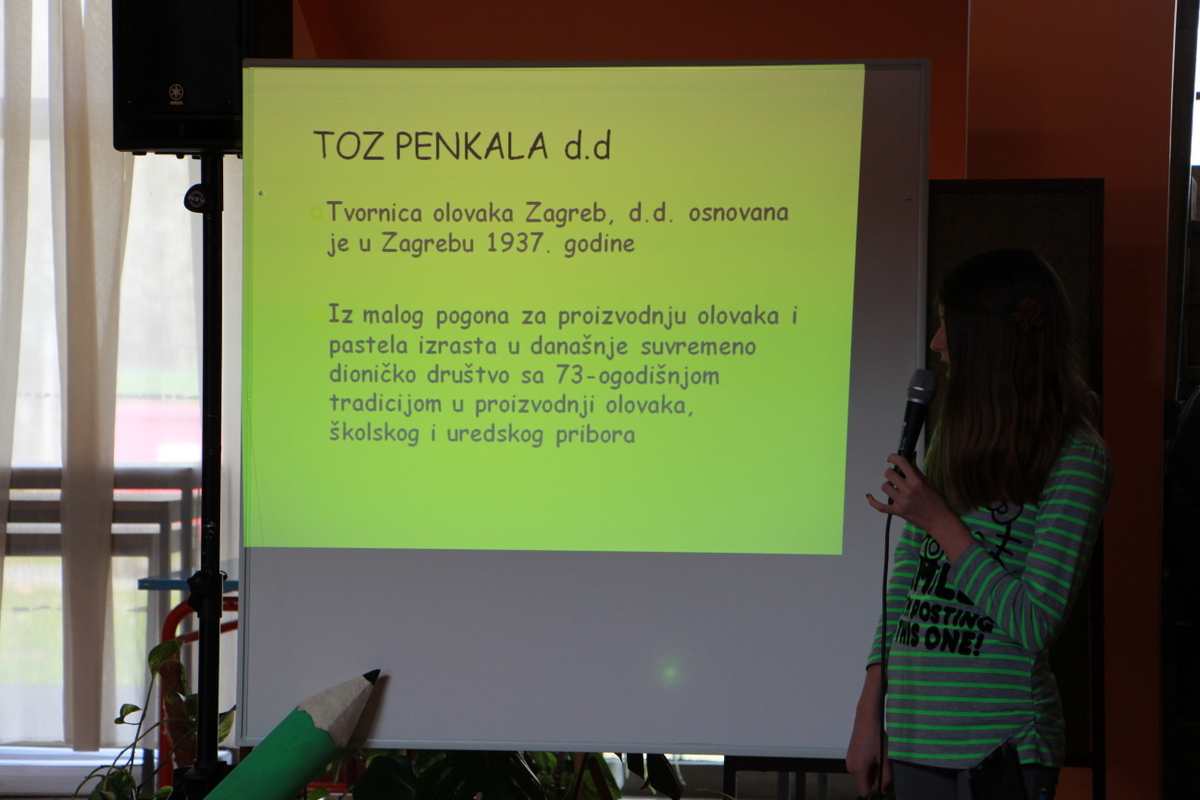 TOZ PENKALA d.d
Tvornica olovaka Zagreb, d.d. osnovana
je u Zagrebu 1937. godine
Iz malog pogona za proizvodnju olovaka i
pastela izrasta u današnje suvremeno
dioničko društvo sa 73-ogodišnjom
tradicijom u proizvodnji olovaka,
školskog i uredskog pribora
POSTING
THIS ONE!
YAMAHA